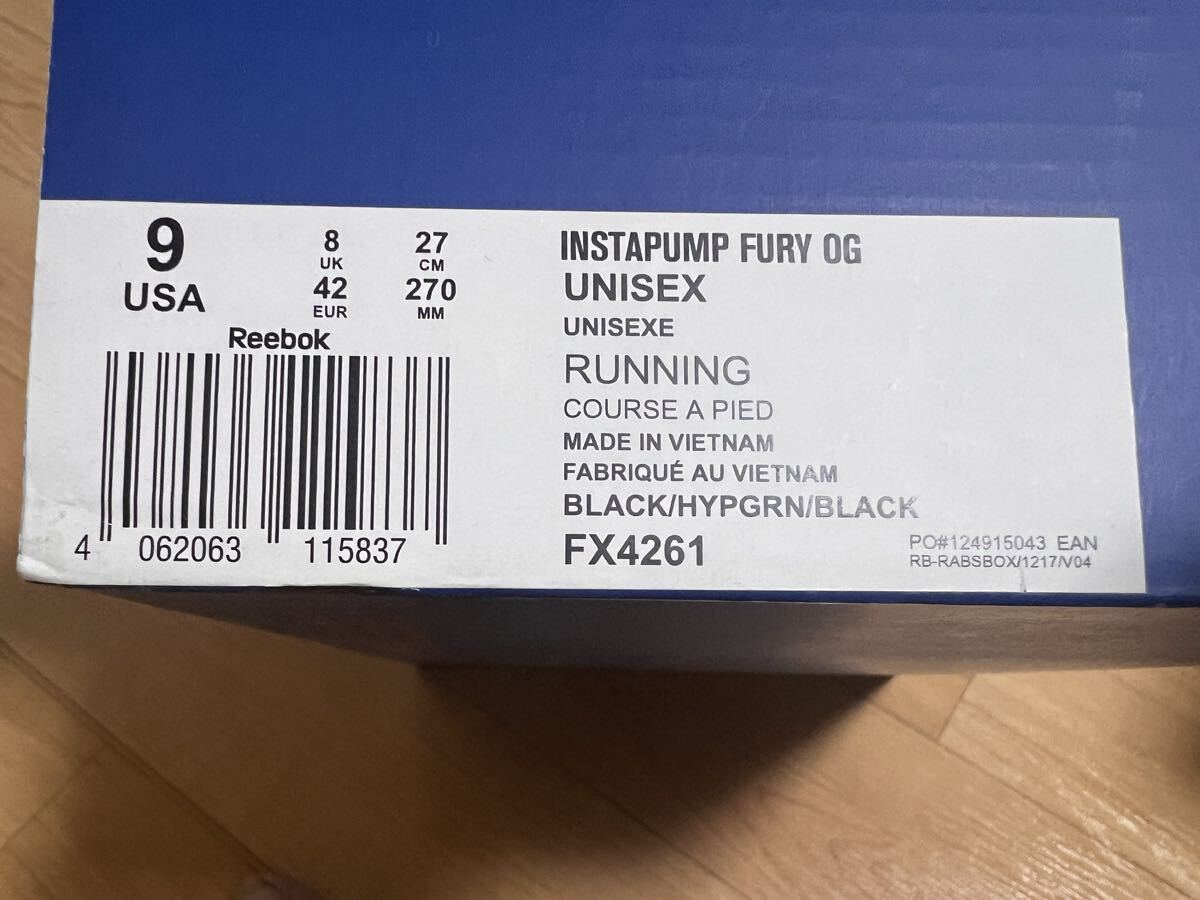 9
USA
8
UK
42
EUR
27
CM
270
MM
Reebok
4 062063 115837
INSTAPUMP FURY OG
UNISEX
UNISEXE
RUNNING
COURSE A PIED
MADE IN VIETNAM
FABRIQUÉ AU VIETNAM
BLACK/HYPGRN/BLACK
FX4261
PO#124915043 EAN
RB-RABSBOX/1217/V04